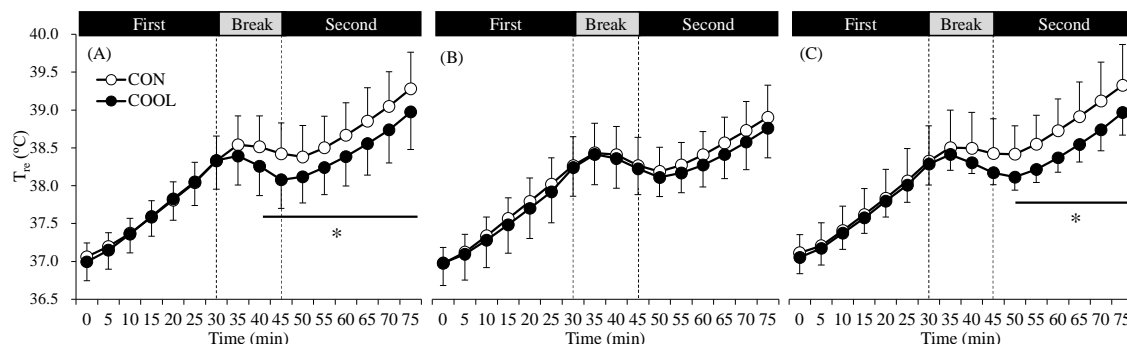 First Break Second First Break Second First Break Second
40.0
39.5
39.0
38.5
38.0
37.5
37.0
36.5
Tre (ºC)
(A)
CON
COOL
*
(B)
(C)
*
0 5 10 15 20 25 30 35 40 45 50 55 60 65 70 75
0 5 10 15 20 25 30 35 40 45 50 55 60 65 70 75
0 5 10 15 20 25 30 35 40 45 50 55 60 65 70 75
Time (min)
Time (min)
Time (min)